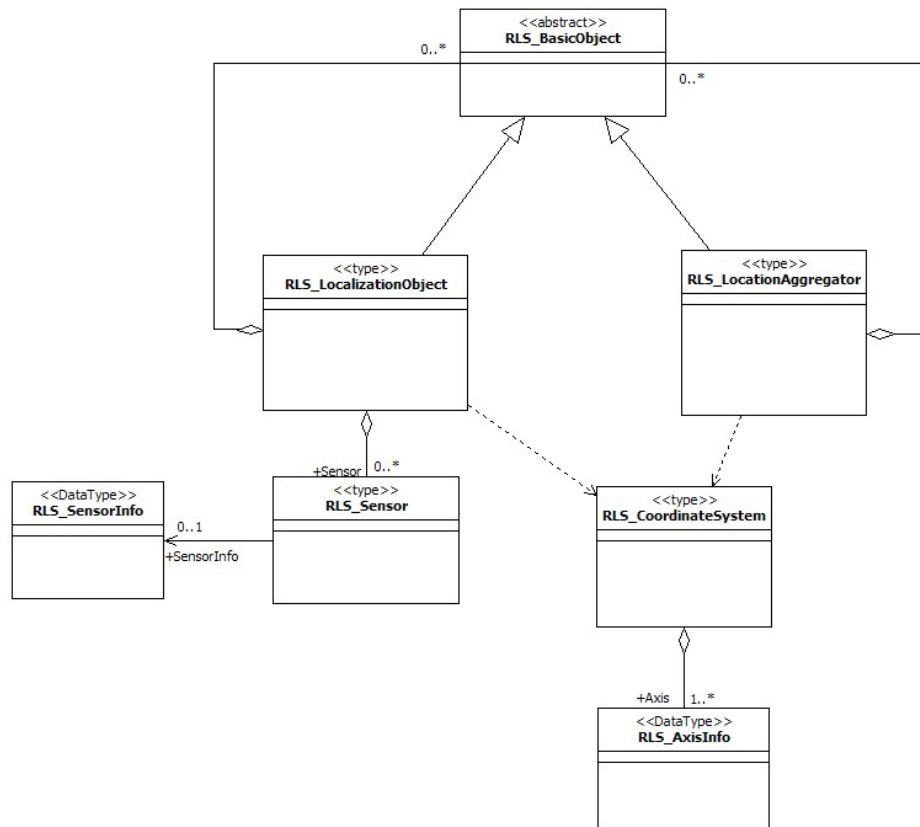 <<abstract>>
RLS_BasicObject
0..*
0..*
<<type>>
RLS_LocalizationObject
<<type>>
RLS_LocationAggregator
+Sensor
0..*
<<DataType>>
RLS_SensorInfo
<<type>>
RLS_Sensor
<<type>>
RLS_CoordinateSystem
0..1
+SensorInfo
+Axis
1..*
<<DataType>>
RLS_AxisInfo